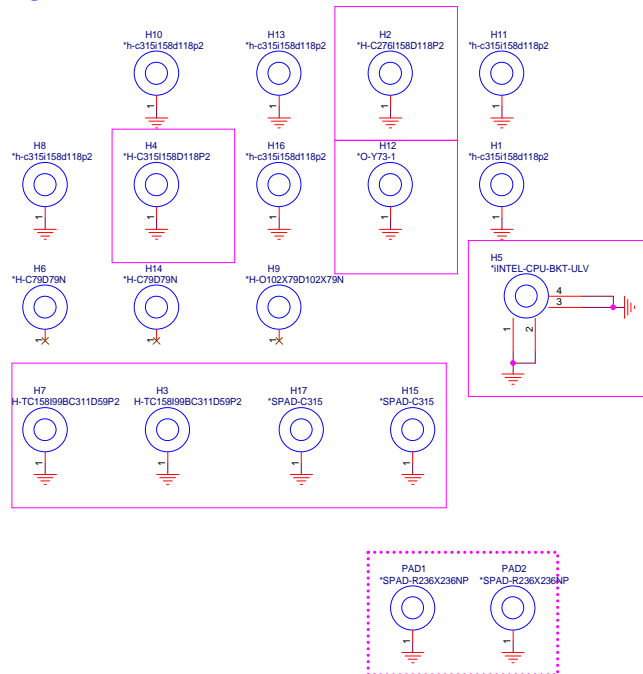 H10
*h-c315i158d118p2
1
H13
*h-c315i158d118p2
1
H2
*H-C276I158D118P2
1
H11
*h-c315i158d118p2
1
H8
*h-c315i158d118p2
1
H4
*H-C315I158D118P2
1
H16
*h-c315i158d118p2
1
H12
*O-Y73-1
1
H1
*h-c315i158d118p2
1
H6
*H-C79D79N
1
H14
*H-C79D79N
1
H9
*H-O102X79D102X79N
1
H5
*iINTEL-CPU-BKT-ULV
4
3
1
2
H7
H-TC158I99BC311D59P2
1
H3
H-TC158I99BC311D59P2
1
H17
*SPAD-C315
1
H15
*SPAD-C315
1
PAD1
*SPAD-R236X236NP
1
PAD2
*SPAD-R236X236NP
1